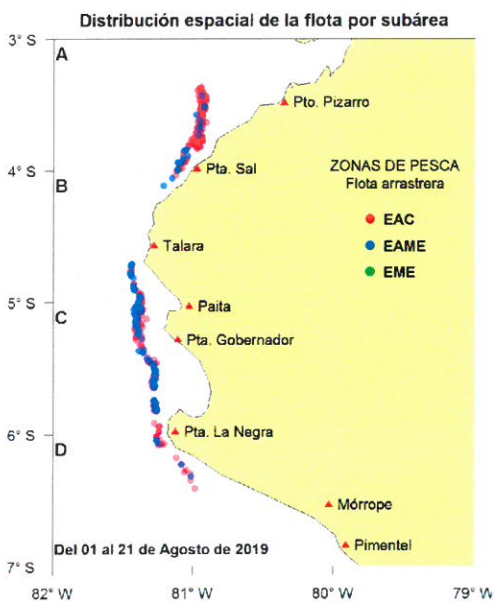 Distribución espacial de la flota por subárea
3° S
A
Pto. Pizarro
ZONAS DE PESCA
Flota arrastrera
4° S
Pta. Sal
B
EAC
EAME
EME
Talara
5° S
C
Paita
Pta. Gobernador
6° S
D
Pta. La Negra
Mórrope
Del 01 al 21 de Agosto de 2019
Pimentel
7° S
82° W
81° W
80° W
79° W